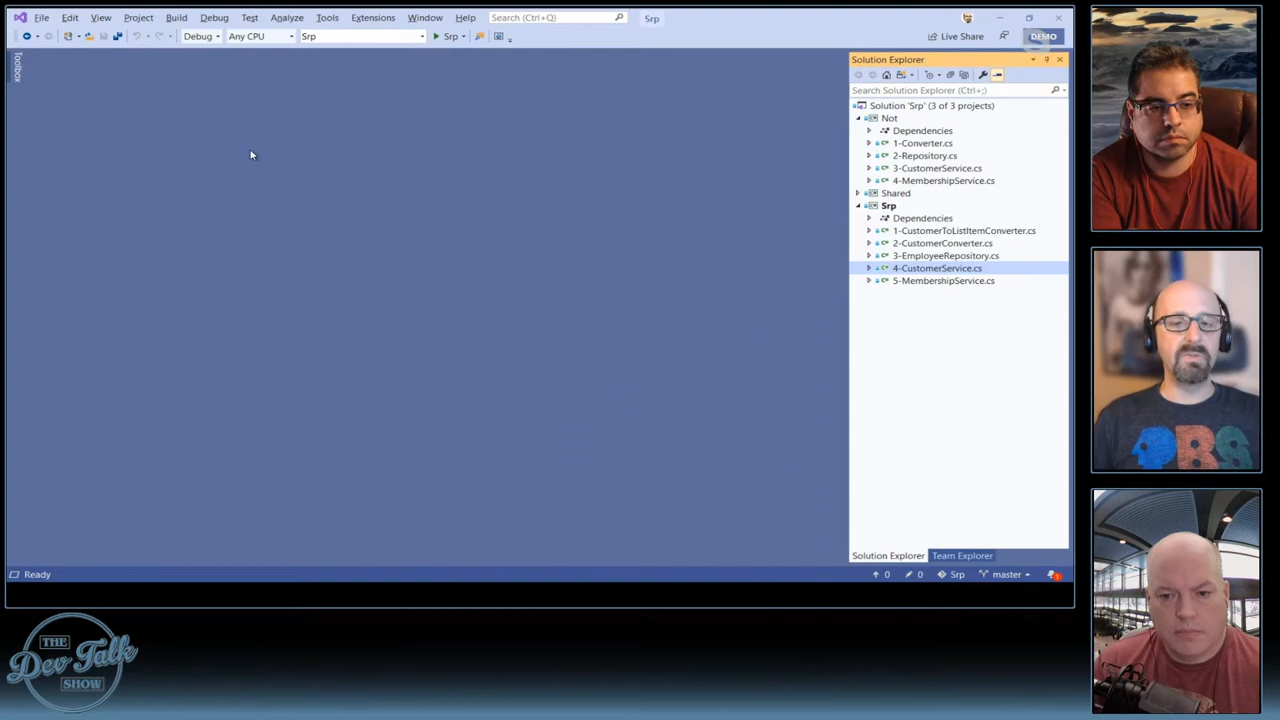 File Edit View Project Build Debug Test Analyze Tools Extensions Window Help Search (Ctrl+Q) Srp
Debug Any CPU Srp Srp Live Share DEMO
Toolbox
Solution Explorer
Search Solution Explorer (Ctrl+;)
Solution 'Srp' (3 of 3 projects)
Not
Dependencies
1-Converter.cs
2-Repository.cs
3-CustomerService.cs
4-MembershipService.cs
Shared
Srp
Dependencies
1-CustomerToListItemConverter.cs
2-CustomerConverter.cs
3-EmployeeRepository.cs
4-CustomerService.cs
5-MembershipService.cs
Solution Explorer Team Explorer
Ready 0 0 Srp master 1
THE
Dev Talk
SHOW